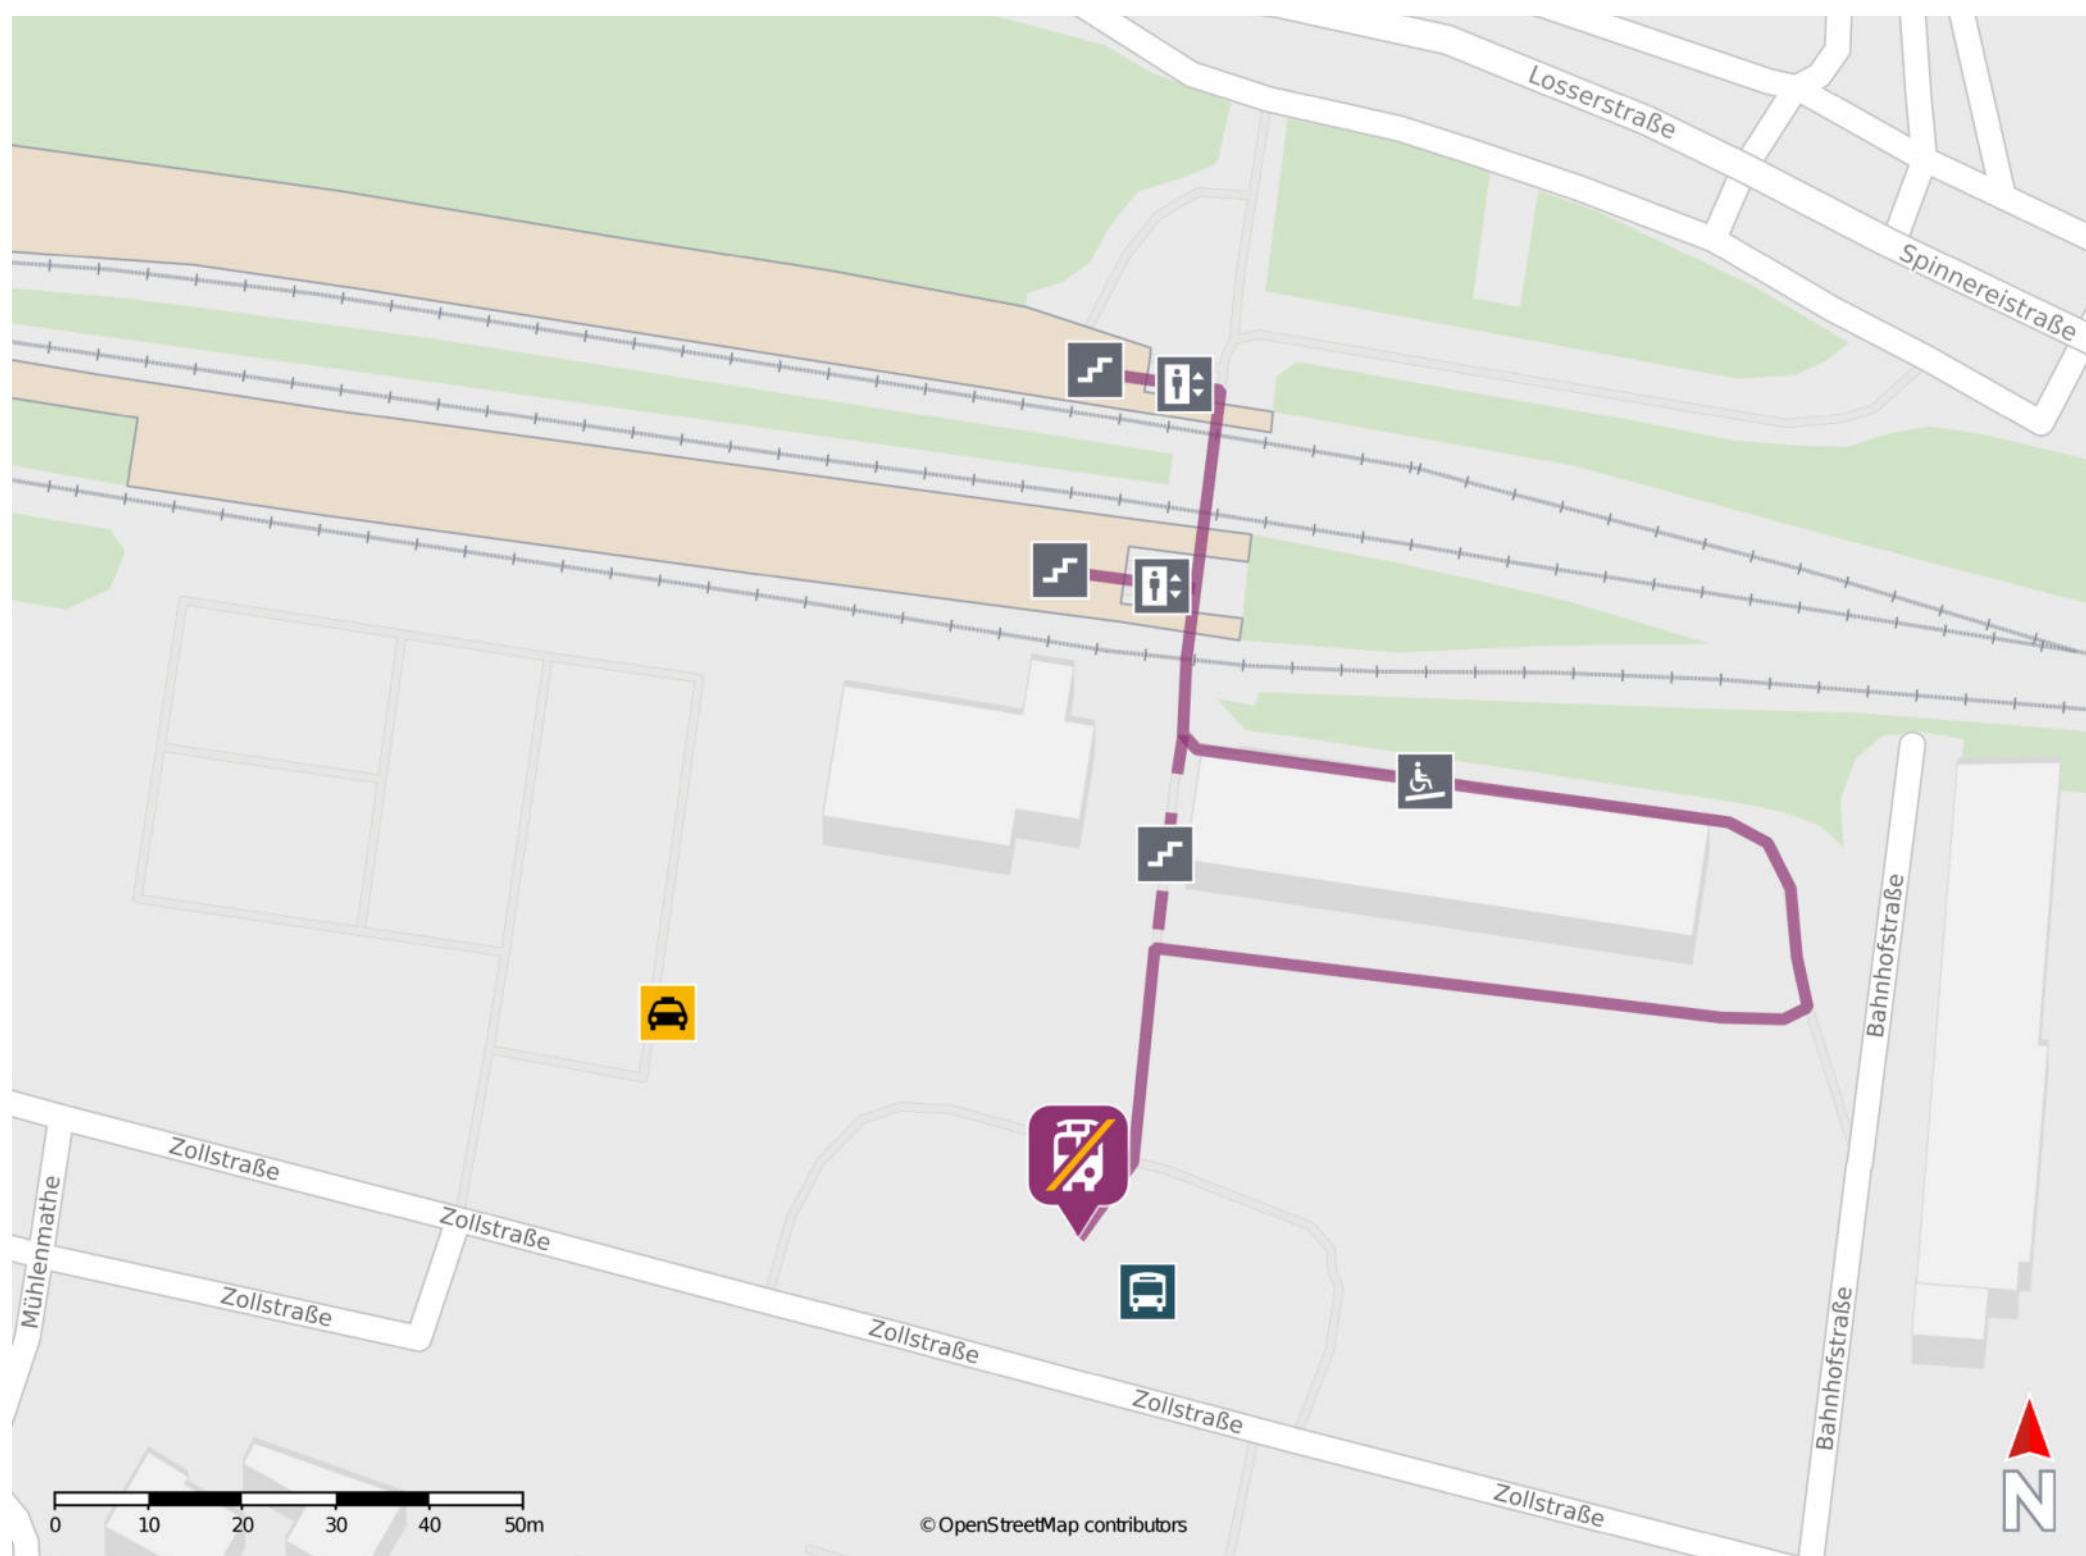 Losserstraße
Spinnereistraße
Bahnhofstraße
Zollstraße
Mühlenmathe
Zollstraße
Zollstraße
Zollstraße
Bahnhofstraße
Zollstraße
Zollstraße
0 10 20 30 40 50m
© OpenStreetMap contributors
N